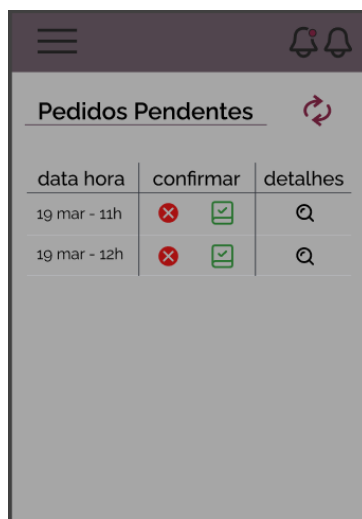 Pedidos Pendentes
data hora confirmar detalhes
19 mar - 11h
19 mar - 12h